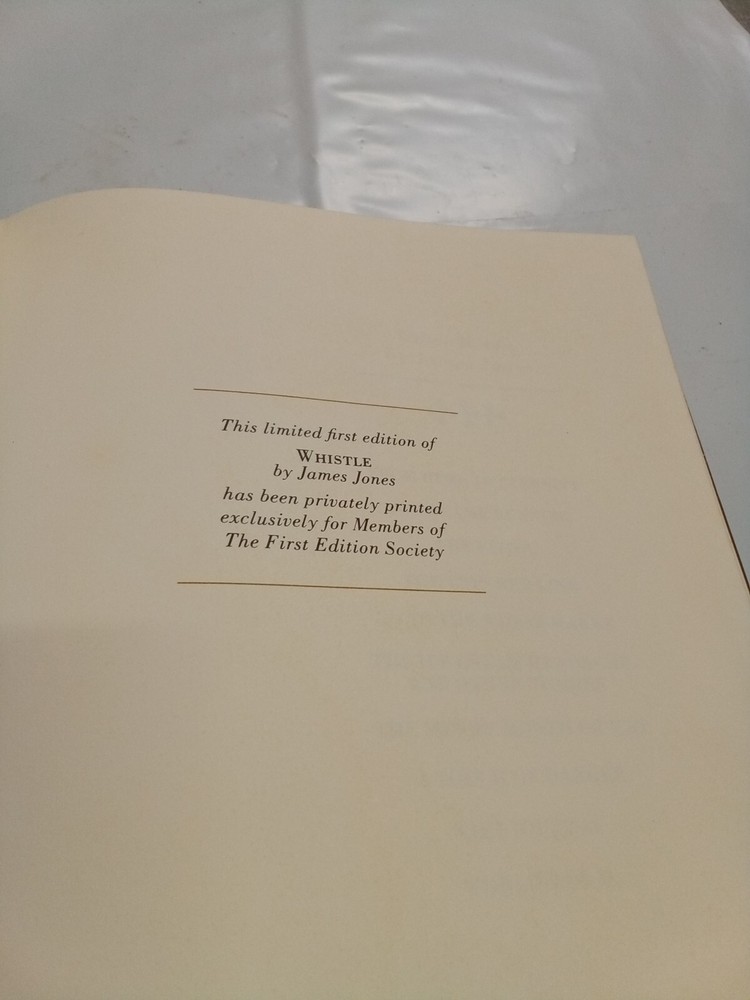 This limited first edition of
WHISTLE
by James Jones
has been privately printed
exclusively for Members of
The First Edition Society